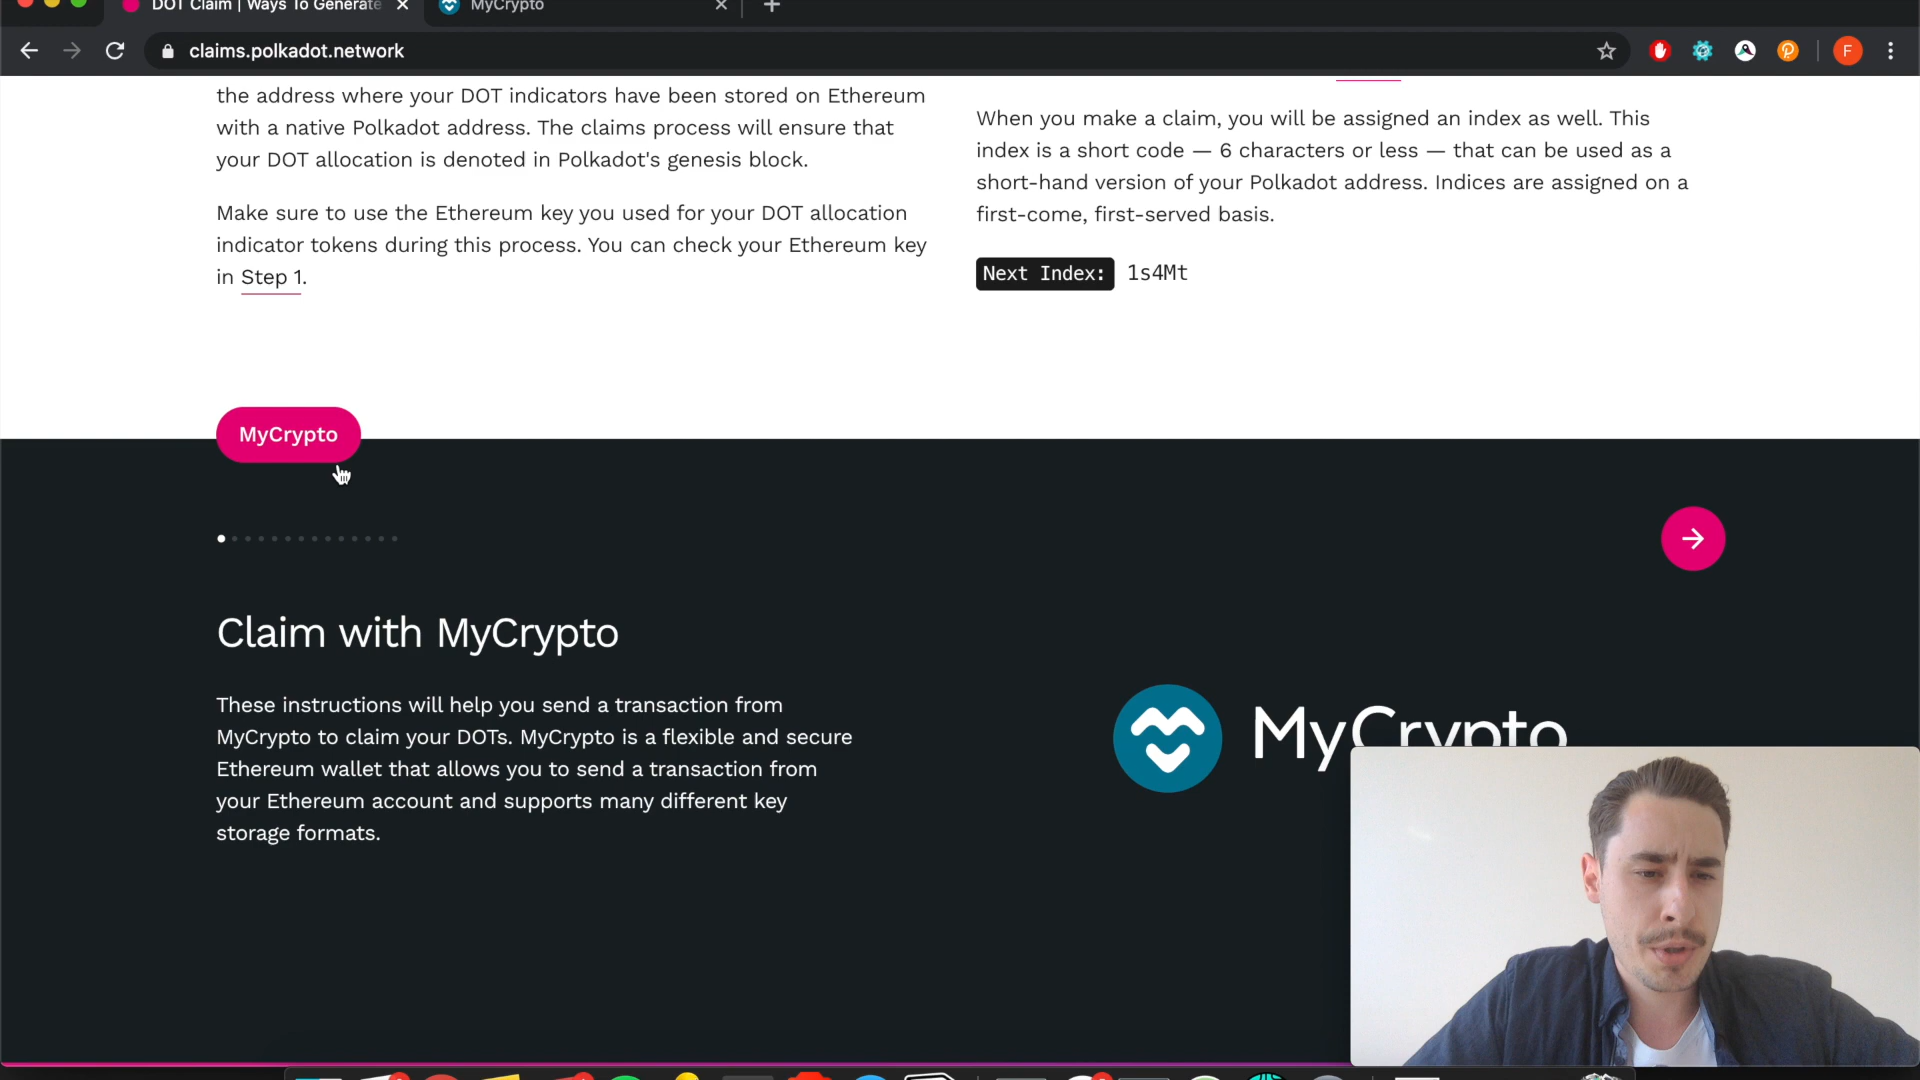 DOT Claim | Ways To Generate
MyCrypto
claims.polkadot.network
F
the address where your DOT indicators have been stored on Ethereum
with a native Polkadot address. The claims process will ensure that
your DOT allocation is denoted in Polkadot's genesis block.
Make sure to use the Ethereum key you used for your DOT allocation
indicator tokens during this process. You can check your Ethereum key
in Step 1.
When you make a claim, you will be assigned an index as well. This
index is a short code — 6 characters or less — that can be used as a
short-hand version of your Polkadot address. Indices are assigned on a
first-come, first-served basis.
Next Index: 1s4Mt
MyCrypto
Claim with MyCrypto
These instructions will help you send a transaction from
MyCrypto to claim your DOTs. MyCrypto is a flexible and secure
Ethereum wallet that allows you to send a transaction from
your Ethereum account and supports many different key
storage formats.
MyCrypto